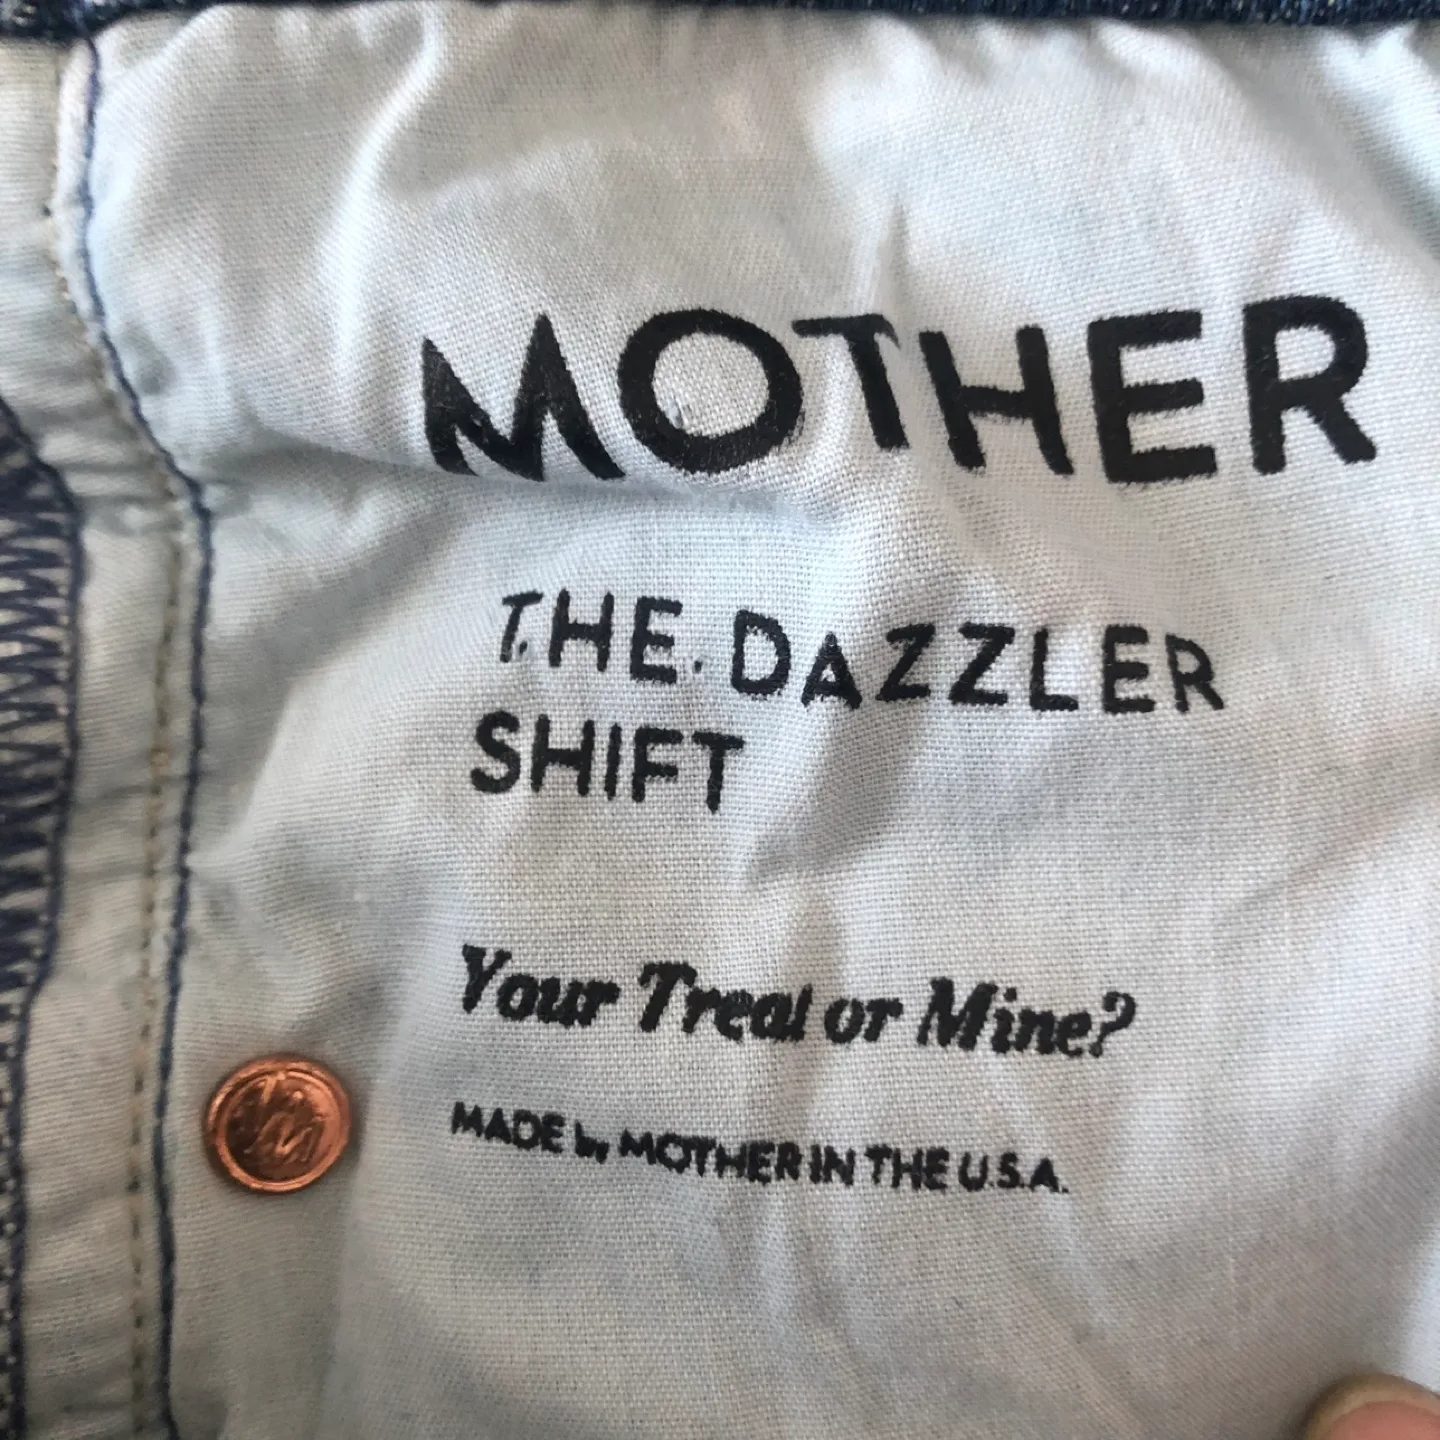 MOTHER
THE DAZZLER
SHIFT
Your Treat or Mine?
MADE by MOTHER IN THE U.S.A.